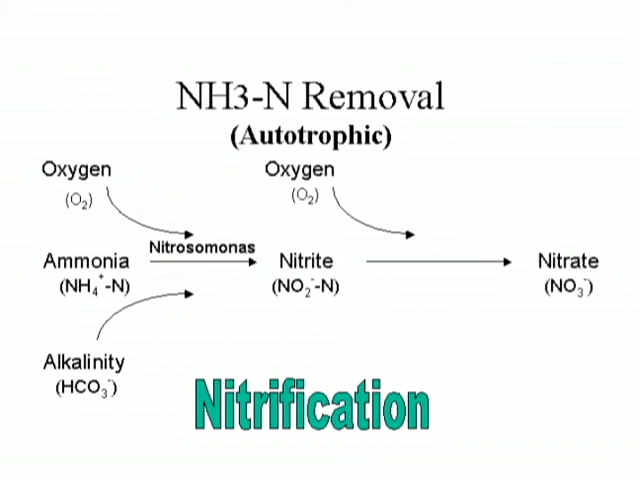 NH3-N Removal
(Autotrophic)
Oxygen Oxygen
(O₂) (O₂)
Nitrosomonas
Ammonia Nitrite Nitrate
(NH₄⁺-N) (NO₂⁻-N) (NO₃⁻)
Alkalinity
(HCO₃⁻)
Nitrification